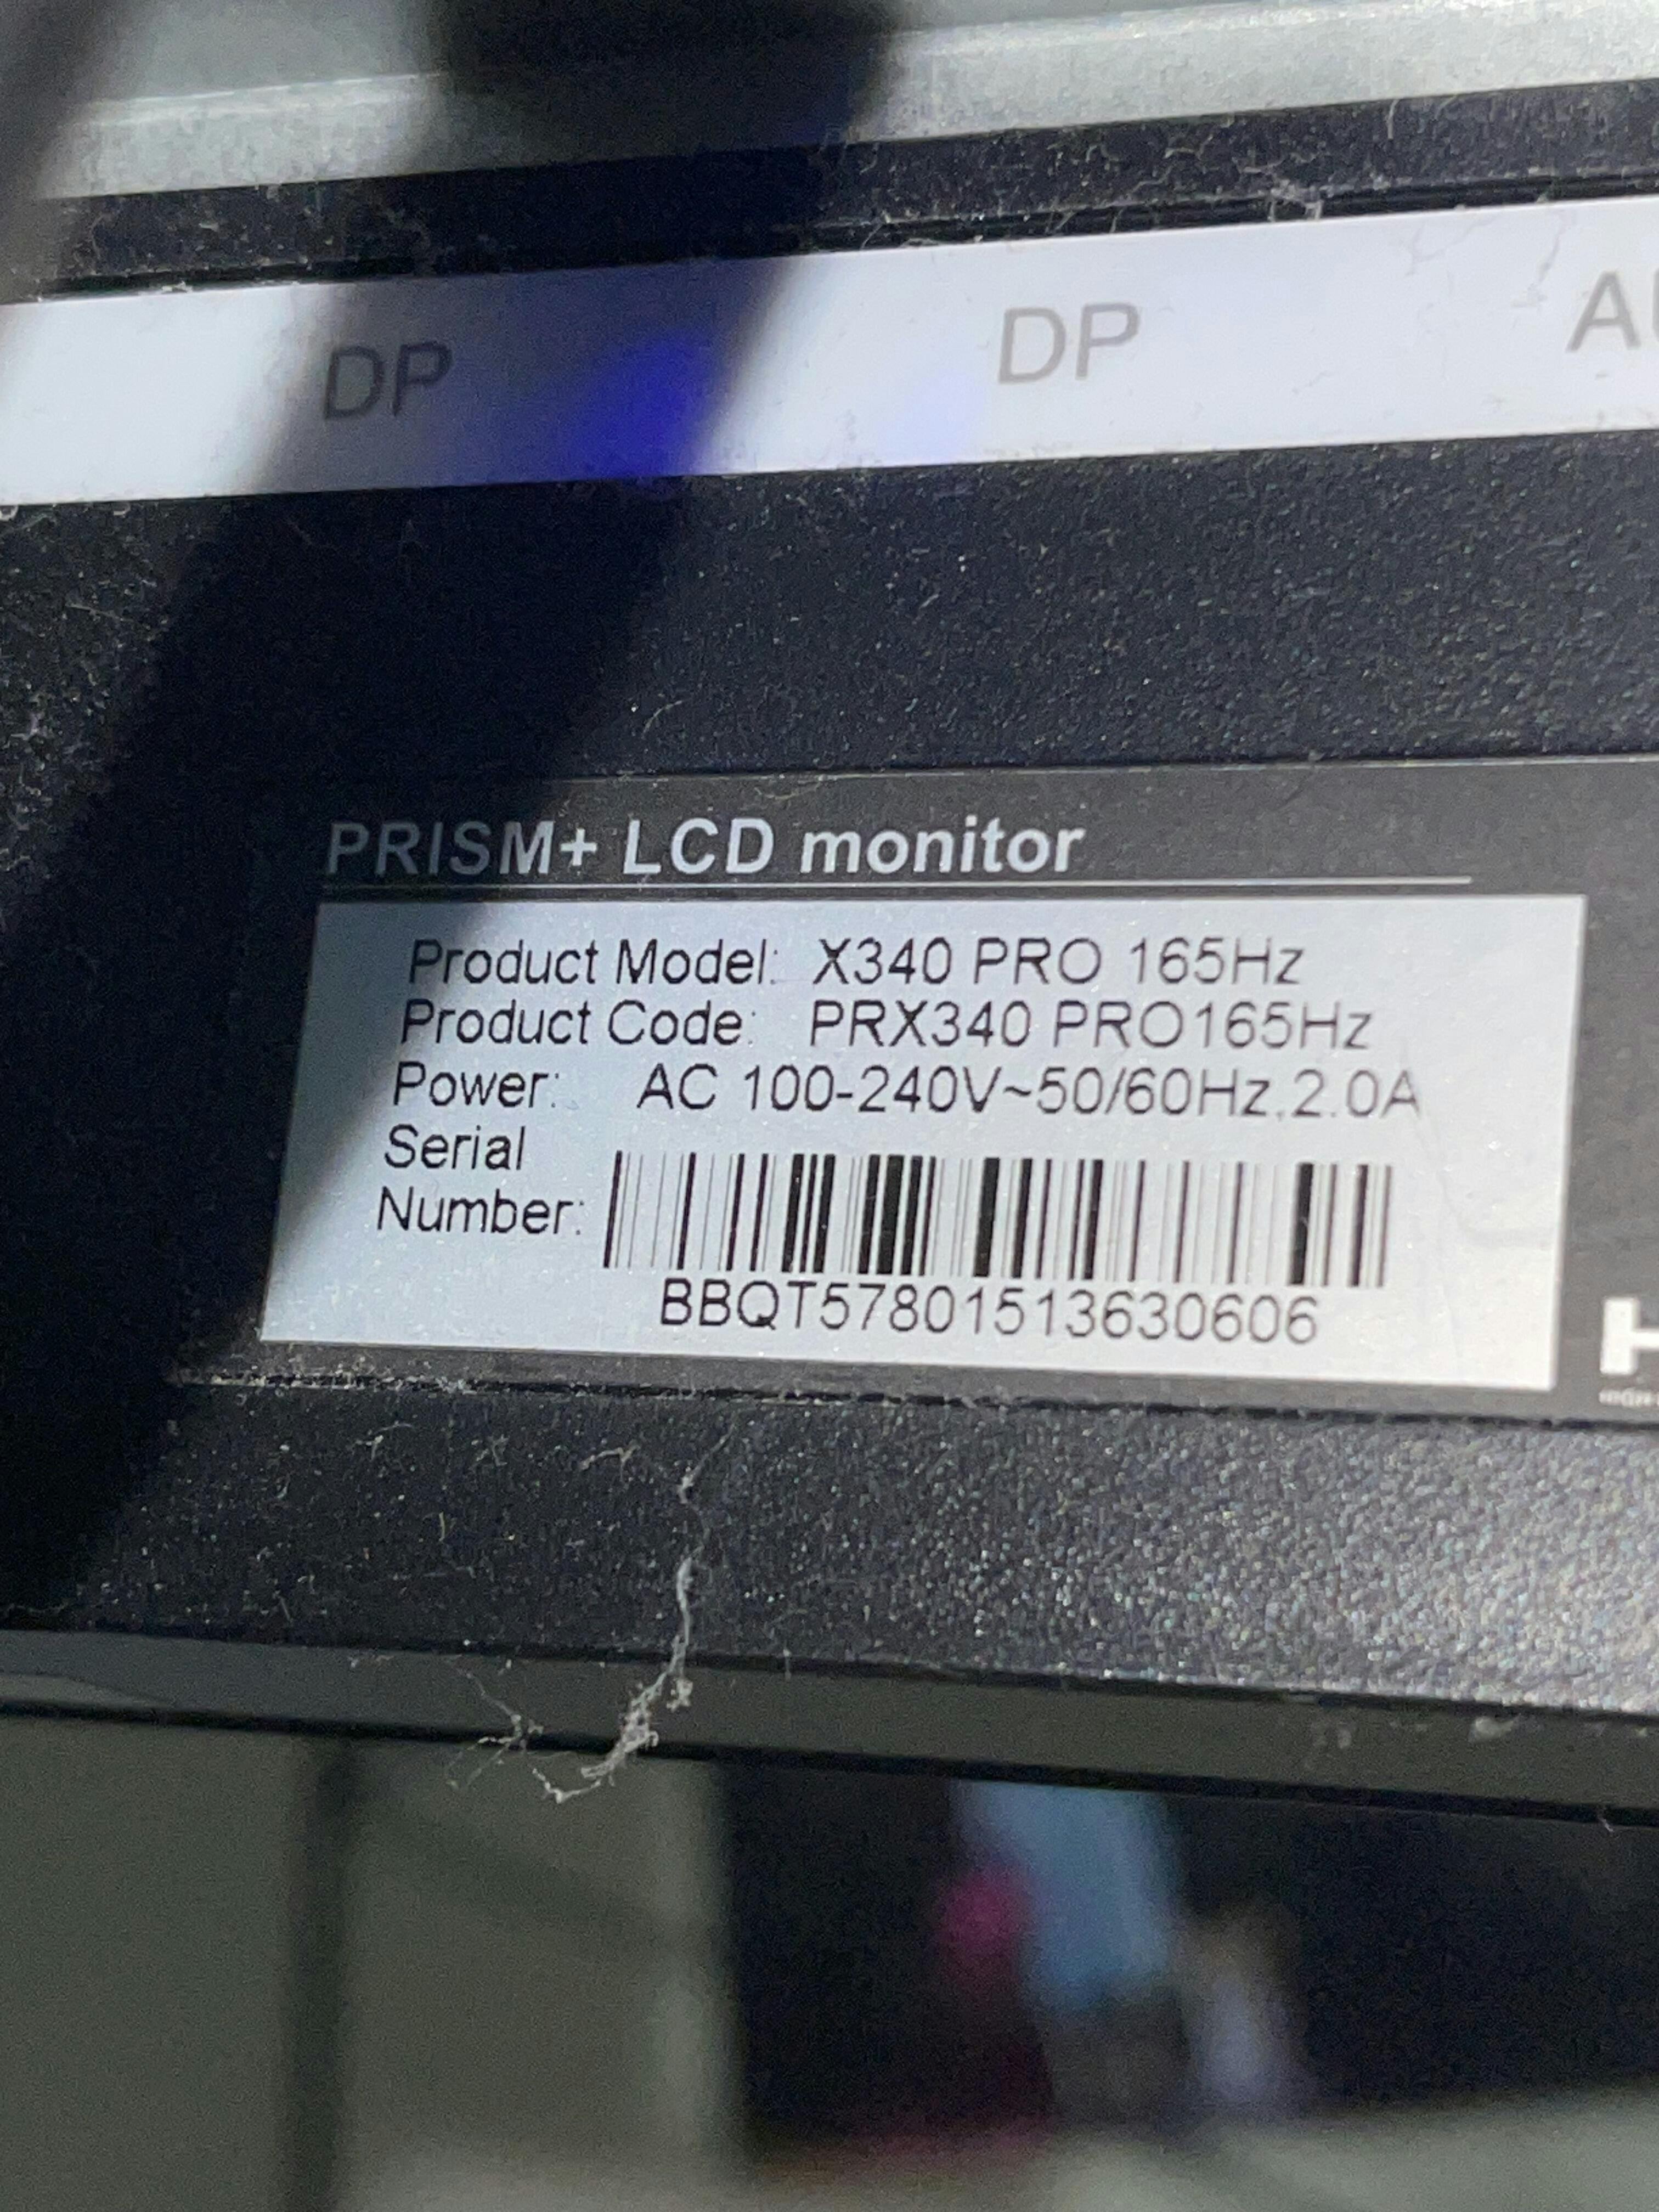 DP DP
PRISM+ LCD monitor
Product Model: X340 PRO 165Hz
Product Code: PRX340 PRO165Hz
Power: AC 100-240V~50/60Hz,2.0A
Serial
Number:
BBQT57801513630606